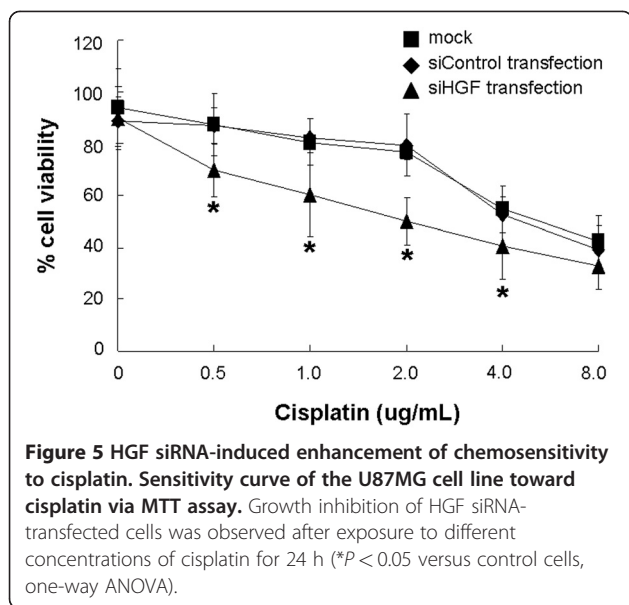 120
100
80
60
40
20
0
% cell viability
mock
siControl transfection
siHGF transfection
*
*
*
*
0 0.5 1.0 2.0 4.0 8.0
Cisplatin (ug/mL)
Figure 5 HGF siRNA-induced enhancement of chemosensitivity
to cisplatin. Sensitivity curve of the U87MG cell line toward
cisplatin via MTT assay. Growth inhibition of HGF siRNA-
transfected cells was observed after exposure to different
concentrations of cisplatin for 24 h (*P < 0.05 versus control cells,
one-way ANOVA).